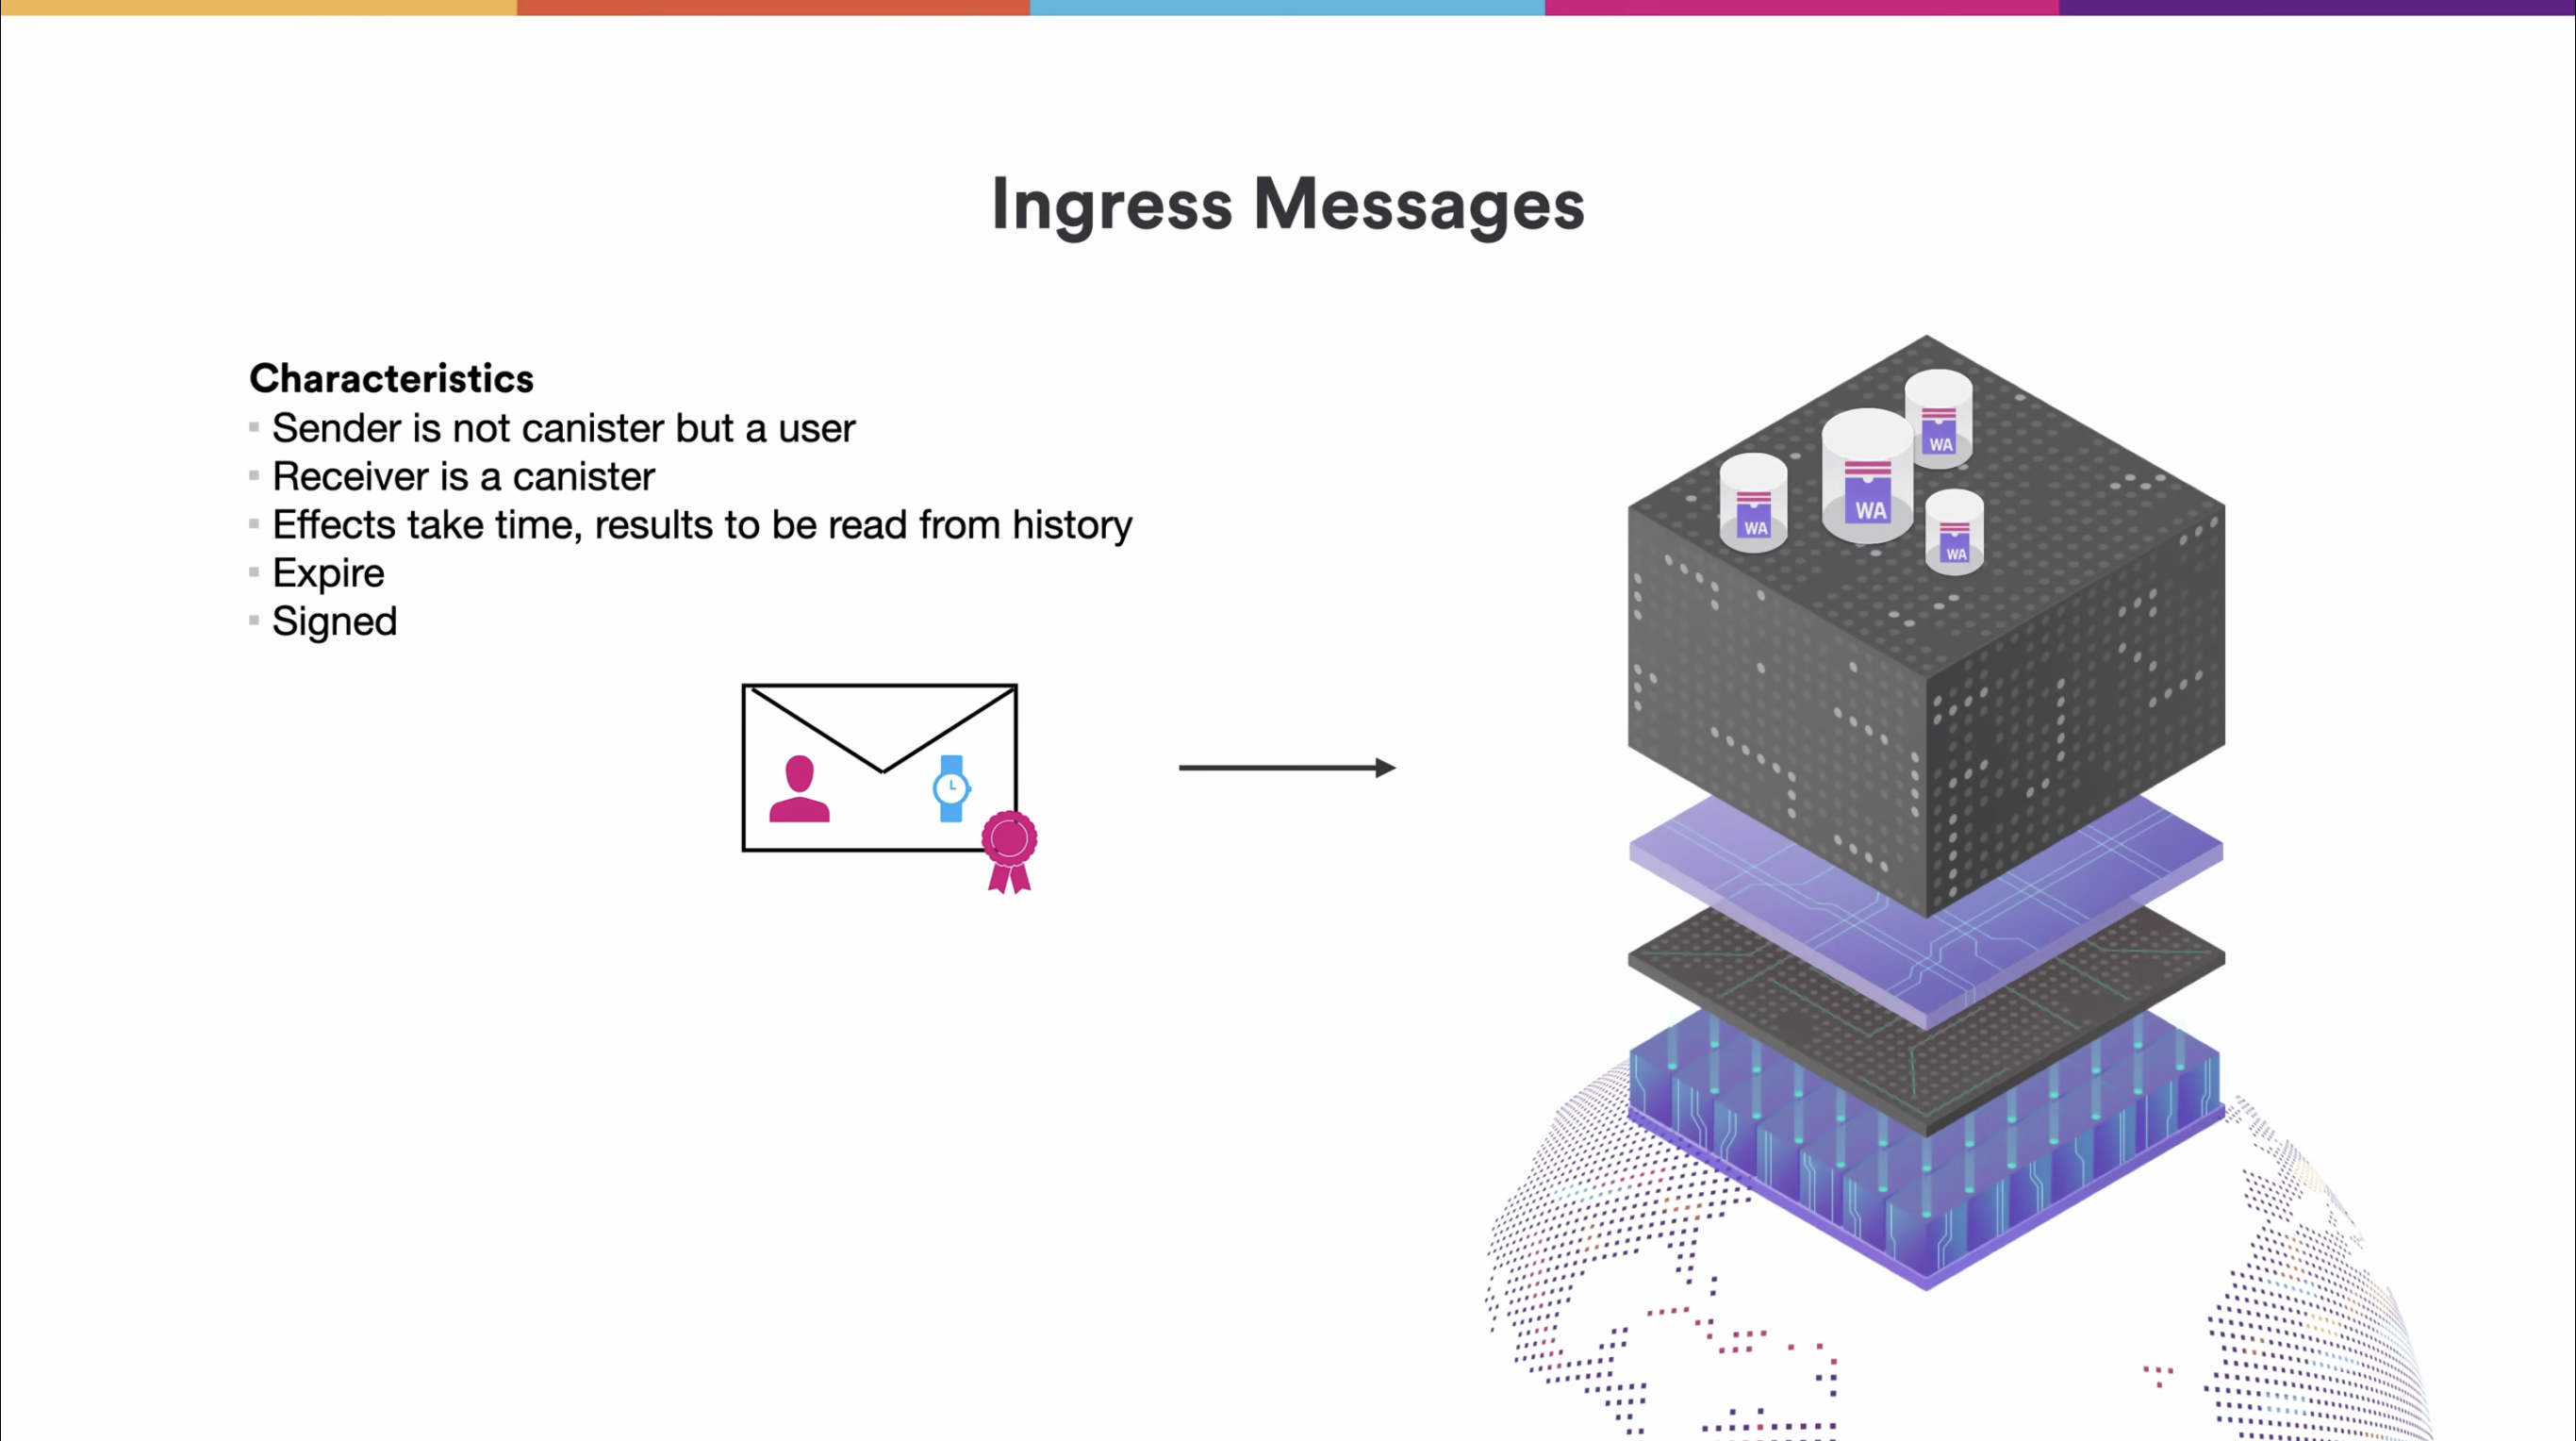 Ingress Messages
Characteristics
Sender is not canister but a user
Receiver is a canister
Effects take time, results to be read from history
Expire
Signed
WA
WA
WA
WA